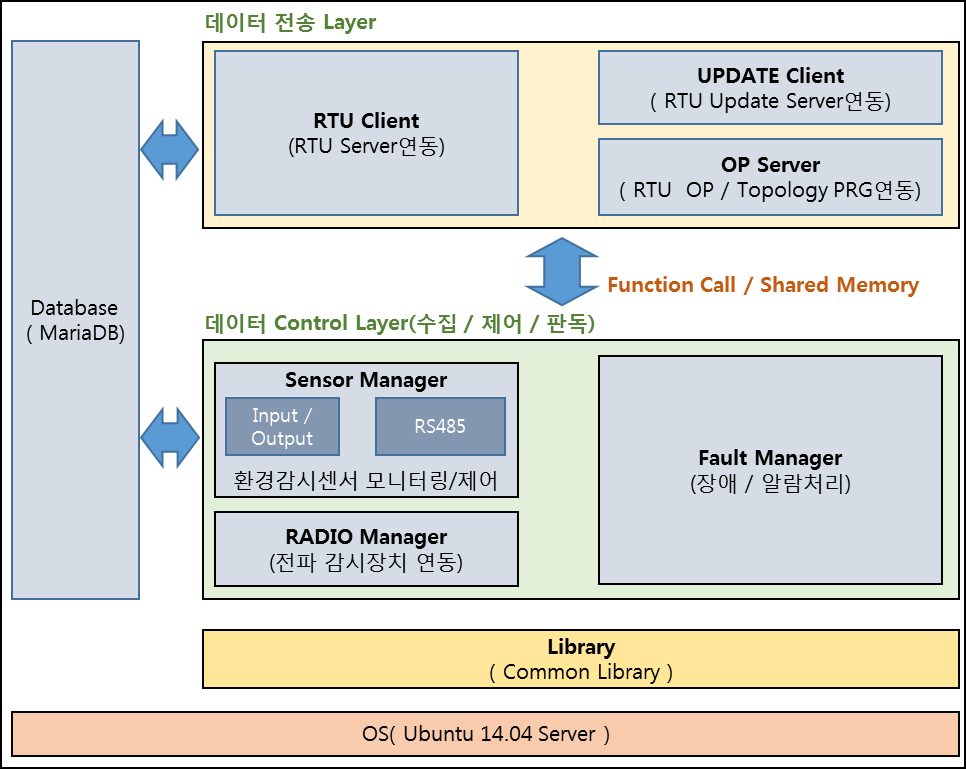 데이터 전송 Layer
RTU Client
(RTU Server연동)
UPDATE Client
( RTU Update Server연동)
OP Server
( RTU OP / Topology PRG연동)
Function Call / Shared Memory
Database
( MariaDB)
데이터 Control Layer(수집 / 제어 / 판독)
Sensor Manager
Input /
Output
RS485
환경감시센서 모니터링/제어
RADIO Manager
(전파 감시장치 연동)
Fault Manager
(장애 / 알람처리)
Library
( Common Library )
OS( Ubuntu 14.04 Server )